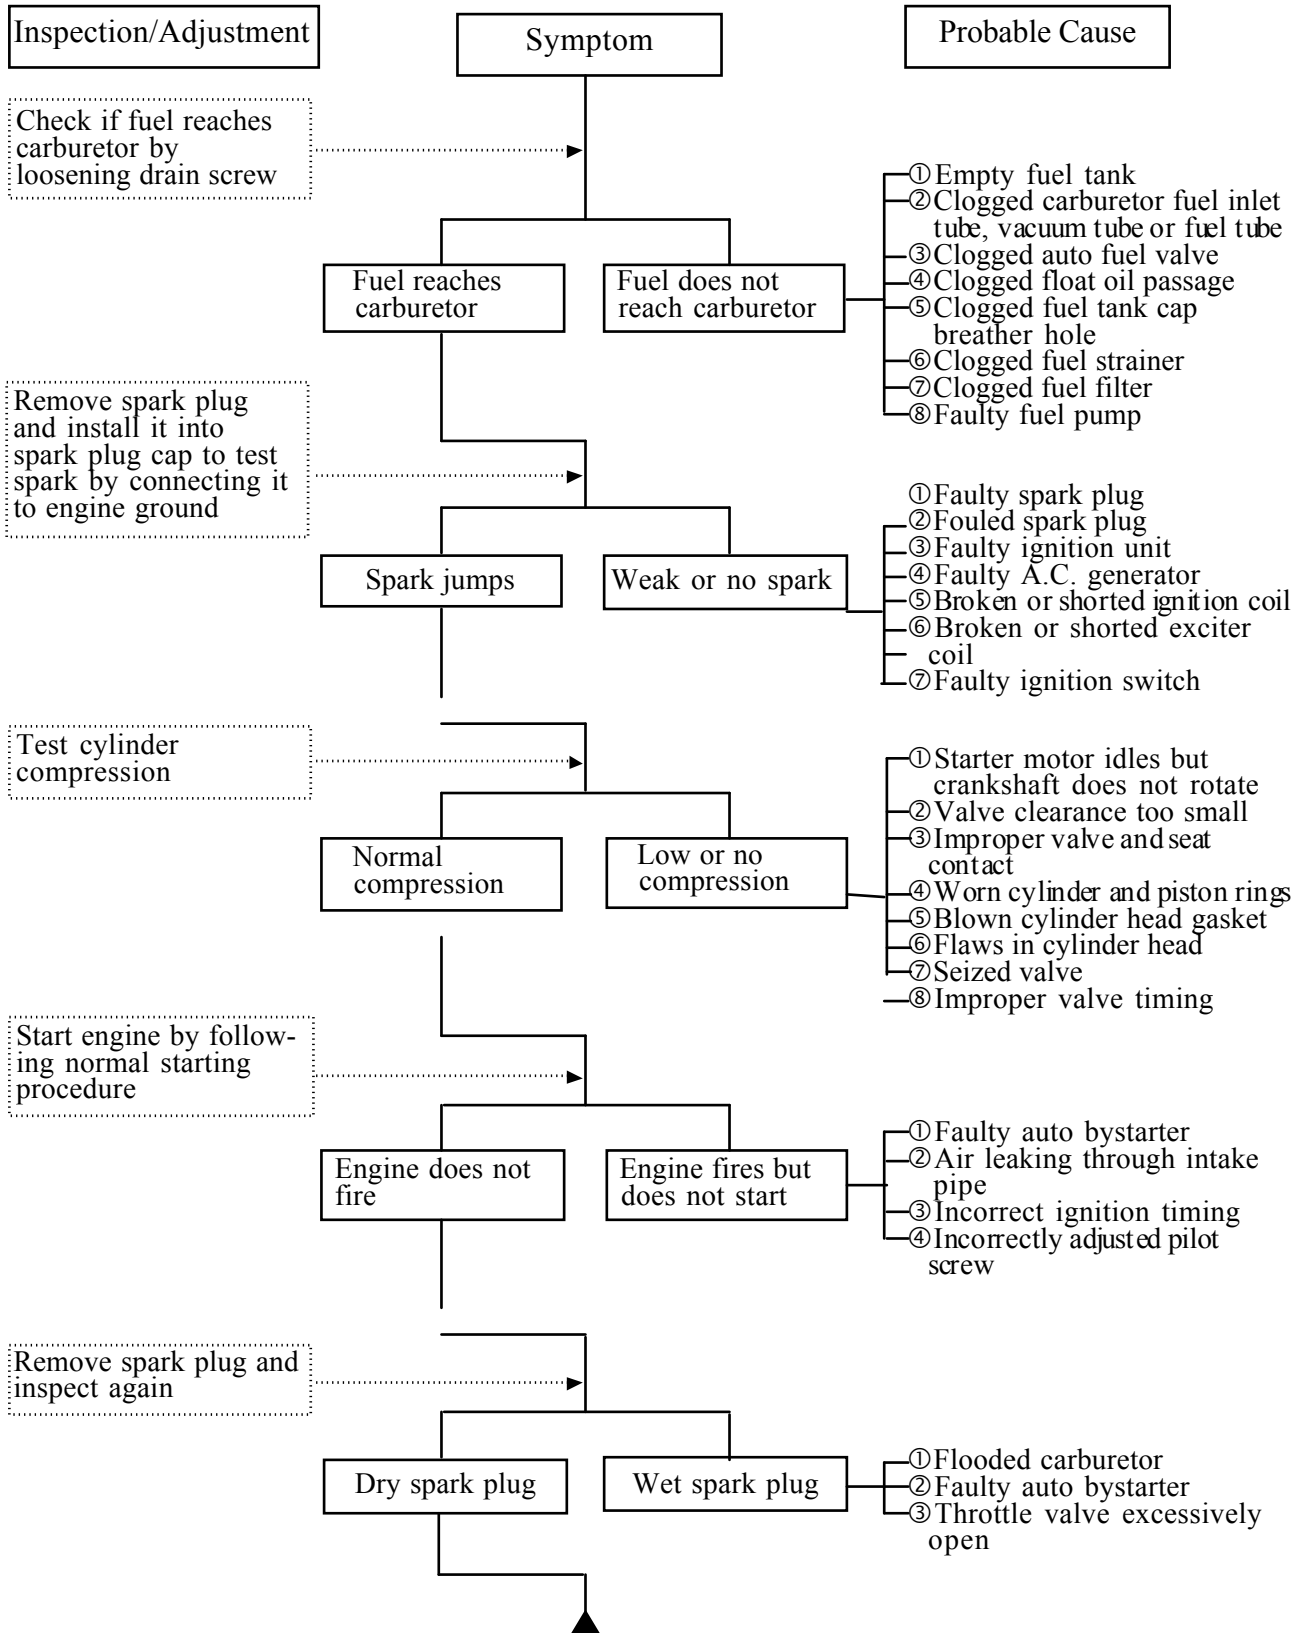 Inspection/Adjustment
Symptom
Probable Cause
Check if fuel reaches
carburetor by
loosening drain screw
①Empty fuel tank
②Clogged carburetor fuel inlet
tube, vacuum tube or fuel tube
③Clogged auto fuel valve
④Clogged float oil passage
⑤Clogged fuel tank cap
breather hole
⑥Clogged fuel strainer
⑦Clogged fuel filter
⑧Faulty fuel pump
Fuel reaches
carburetor
Fuel does not
reach carburetor
Remove spark plug
and install it into
spark plug cap to test
spark by connecting it
to engine ground
①Faulty spark plug
②Fouled spark plug
③Faulty ignition unit
④Faulty A.C. generator
⑤Broken or shorted ignition coil
⑥Broken or shorted exciter
coil
⑦Faulty ignition switch
Spark jumps
Weak or no spark
Test cylinder
compression
①Starter motor idles but
crankshaft does not rotate
②Valve clearance too small
③Improper valve and seat
contact
④Worn cylinder and piston rings
⑤Blown cylinder head gasket
⑥Flaws in cylinder head
⑦Seized valve
⑧Improper valve timing
Normal
compression
Low or no
compression
Start engine by follow-
ing normal starting
procedure
①Faulty auto bystarter
②Air leaking through intake
pipe
③Incorrect ignition timing
④Incorrectly adjusted pilot
screw
Engine does not
fire
Engine fires but
does not start
Remove spark plug and
inspect again
Dry spark plug
Wet spark plug
①Flooded carburetor
②Faulty auto bystarter
③Throttle valve excessively
open